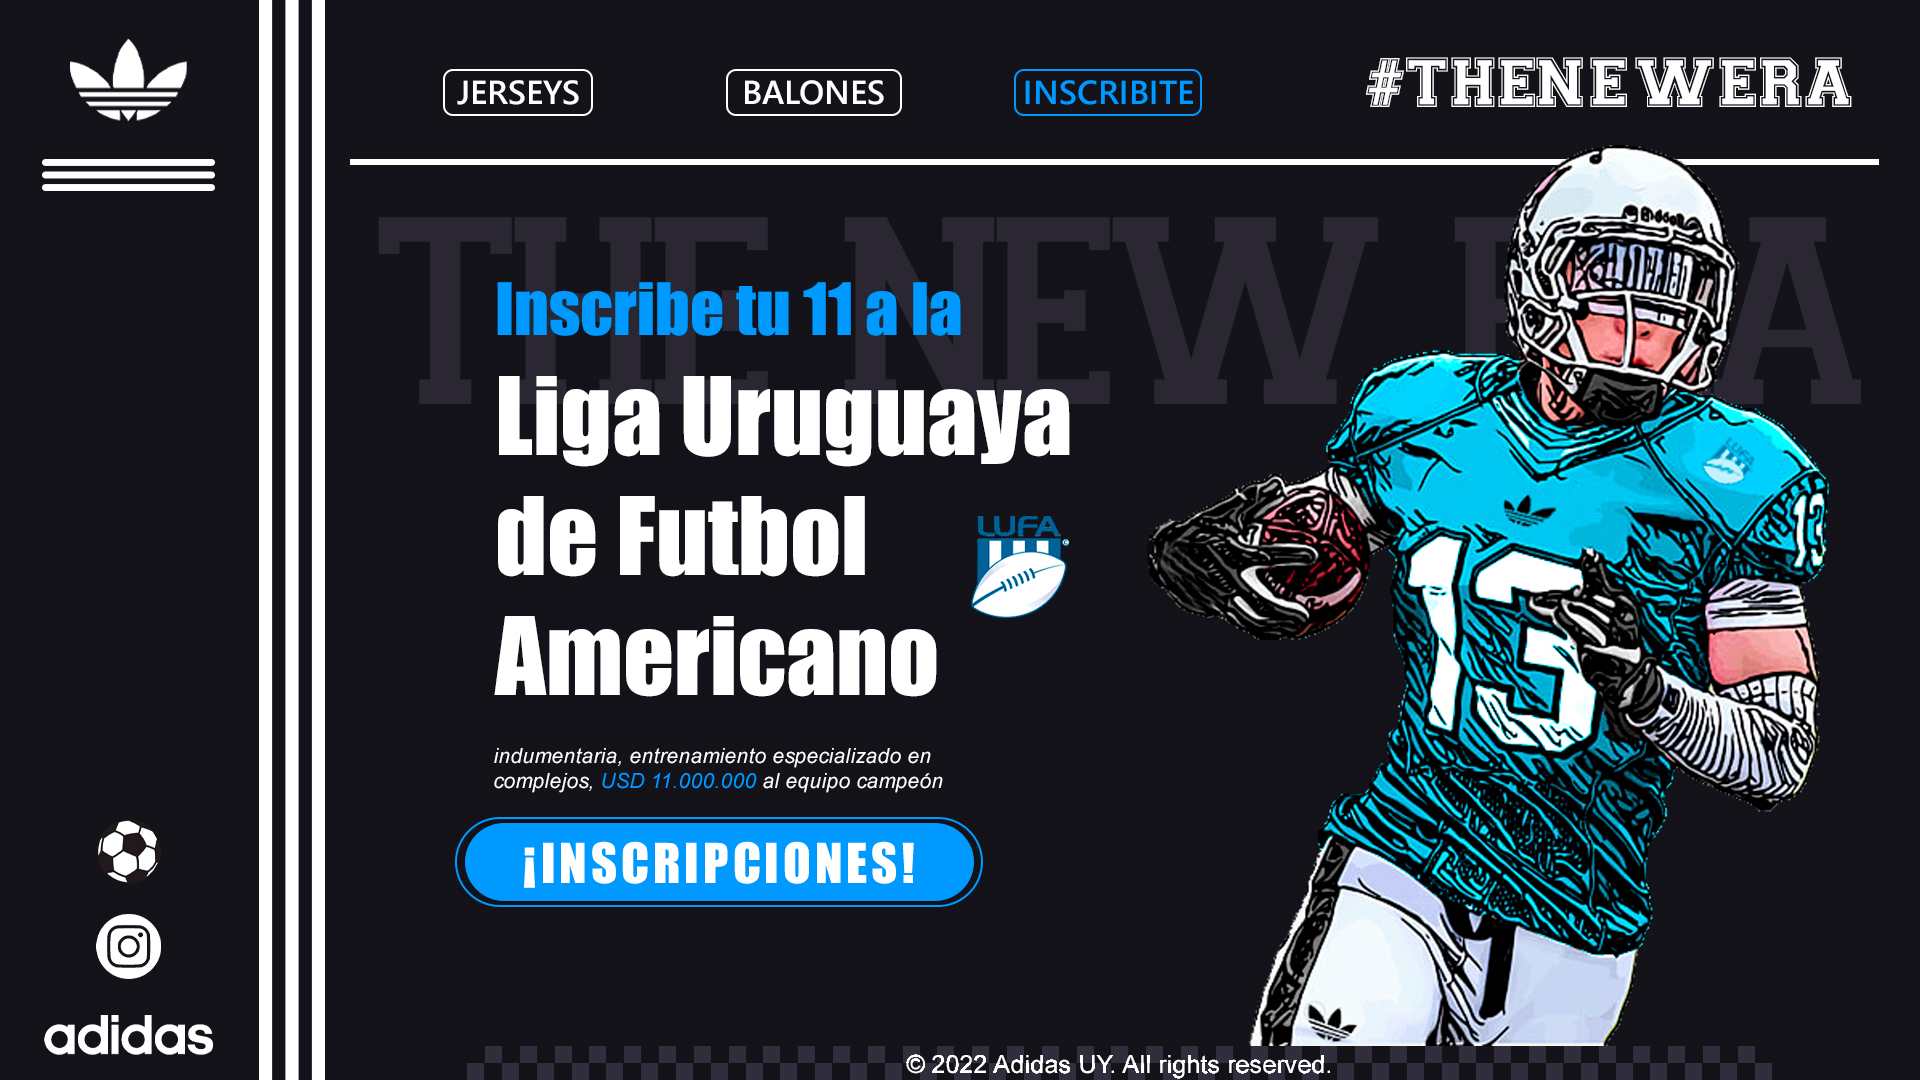 JERSEYS
BALONES
INSCRIBITE
#THENEWERA
THE NEW ERA
Inscribe tu 11 a la
Liga Uruguaya
de Futbol
Americano
LUFA
indumentaria, entrenamiento especializado en
complejos, USD 11.000.000 al equipo campeón
¡INSCRIPCIONES!
LUFA
13
13
adidas
© 2022 Adidas UY. All rights reserved.